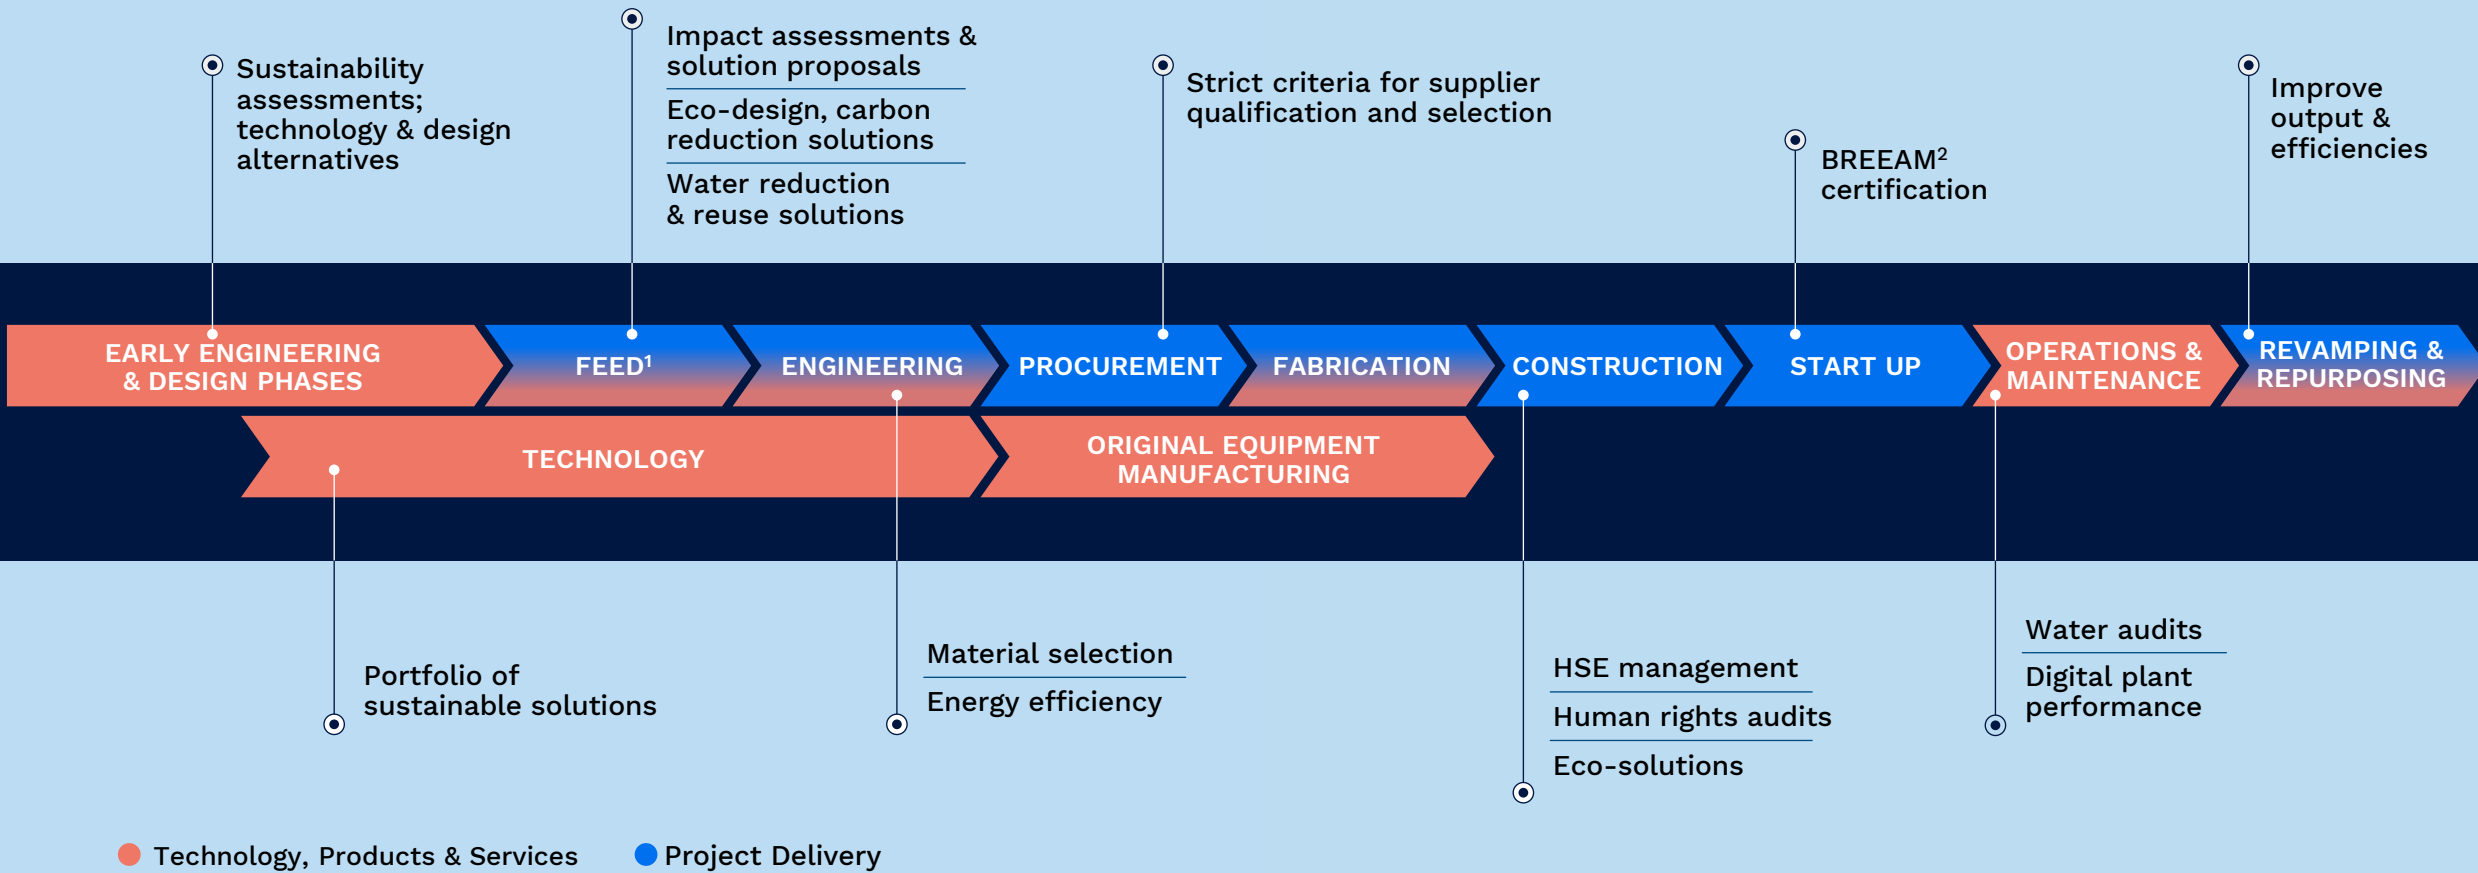 Sustainability
assessments;
technology & design
alternatives
Impact assessments &
solution proposals
Eco-design, carbon
reduction solutions
Water reduction
& reuse solutions
Strict criteria for supplier
qualification and selection
BREEAM²
certification
Improve
output &
efficiencies
EARLY ENGINEERING
& DESIGN PHASES
FEED¹
ENGINEERING
PROCUREMENT
FABRICATION
CONSTRUCTION
START UP
OPERATIONS &
MAINTENANCE
REVAMPING &
REPURPOSING
TECHNOLOGY
ORIGINAL EQUIPMENT
MANUFACTURING
Portfolio of
sustainable solutions
Material selection
Energy efficiency
HSE management
Human rights audits
Eco-solutions
Water audits
Digital plant
performance
Technology, Products & Services
Project Delivery